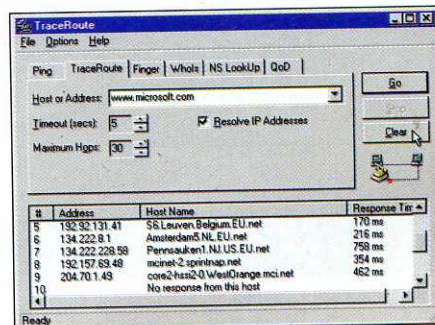 TraceRoute
File Options Help
Ping TraceRoute Finger WhoIs NS LookUp QoD
Host or Address: www.microsoft.com
Timeout (secs): 5
Resolve IP Addresses
Maximum Hops: 30
Go
Stop
Clear
# Address Host Name Response Tim
5 192.92.131.41 S6.Leuven.Belgium.EU.net 170 ms
6 134.222.8.1 Amsterdam5.NL.EU.net 216 ms
7 134.222.228.58 Pennsauken1.NJ.US.EU.net 758 ms
8 192.157.69.48 mcinet-2.sprintnap.net 354 ms
9 204.70.1.49 core2-hssi2-0.WestOrange.mci.net 462 ms
10 No response from this host
Ready